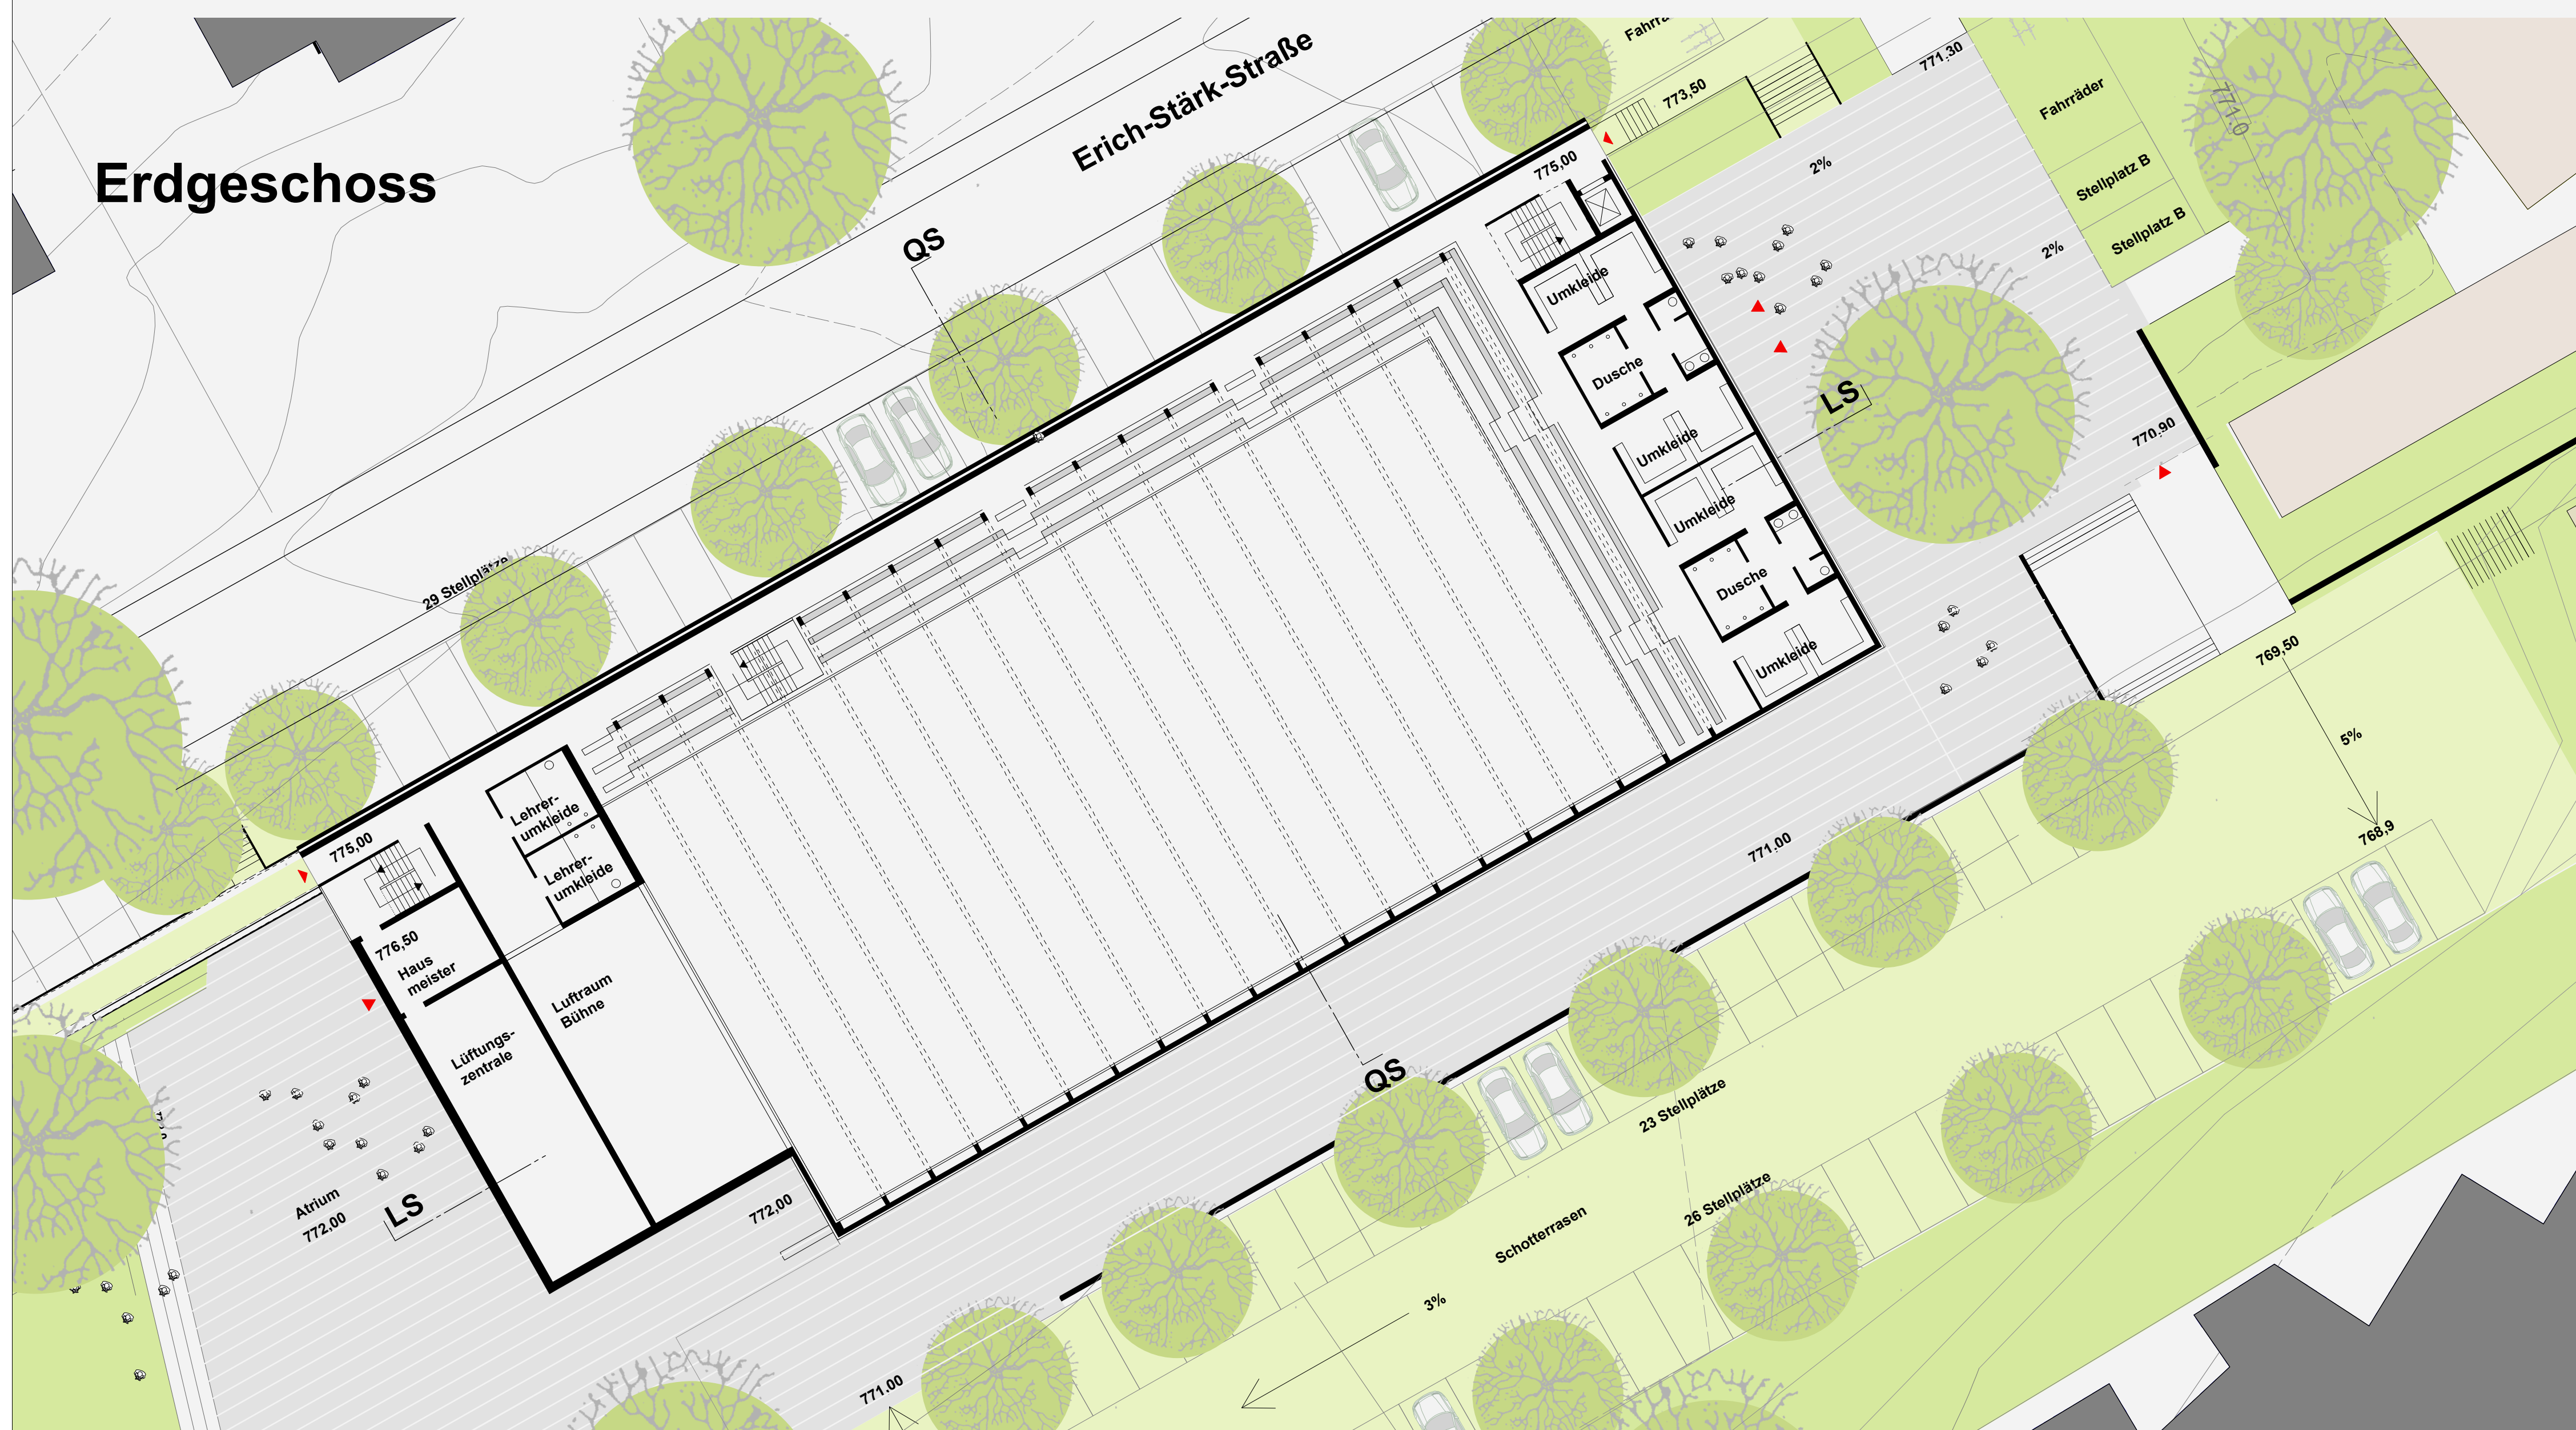 Erdgeschoss
Erich-Stärk-Straße
773,50
771,30
Fahrräder
Stellplatz B
Stellplatz B
771.0
2%
2%
775,00
QS
Umkleide
Dusche
Umkleide
Umkleide
Dusche
Umkleide
LS
770,90
769,50
5%
768,9
29 Stellplätze
775,00
Lehrer-
umkleide
Lehrer-
umkleide
776,50
Haus
meister
Luftraum
Bühne
Lüftungs-
zentrale
Atrium
772,00
LS
772,00
771,00
QS
23 Stellplätze
26 Stellplätze
Schotterrasen
3%
771.00